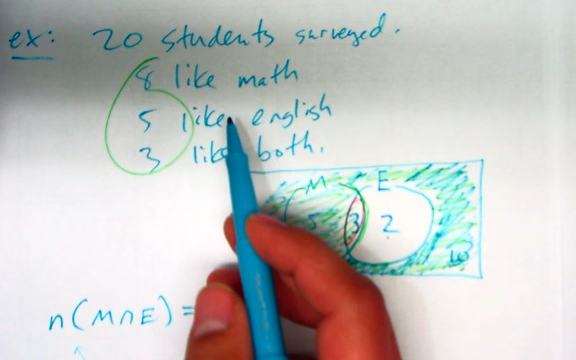 ex: 20 students surveyed.
8 like math
5 like english
3 like both.
M E
5 3 2
10
n(M∩E)=